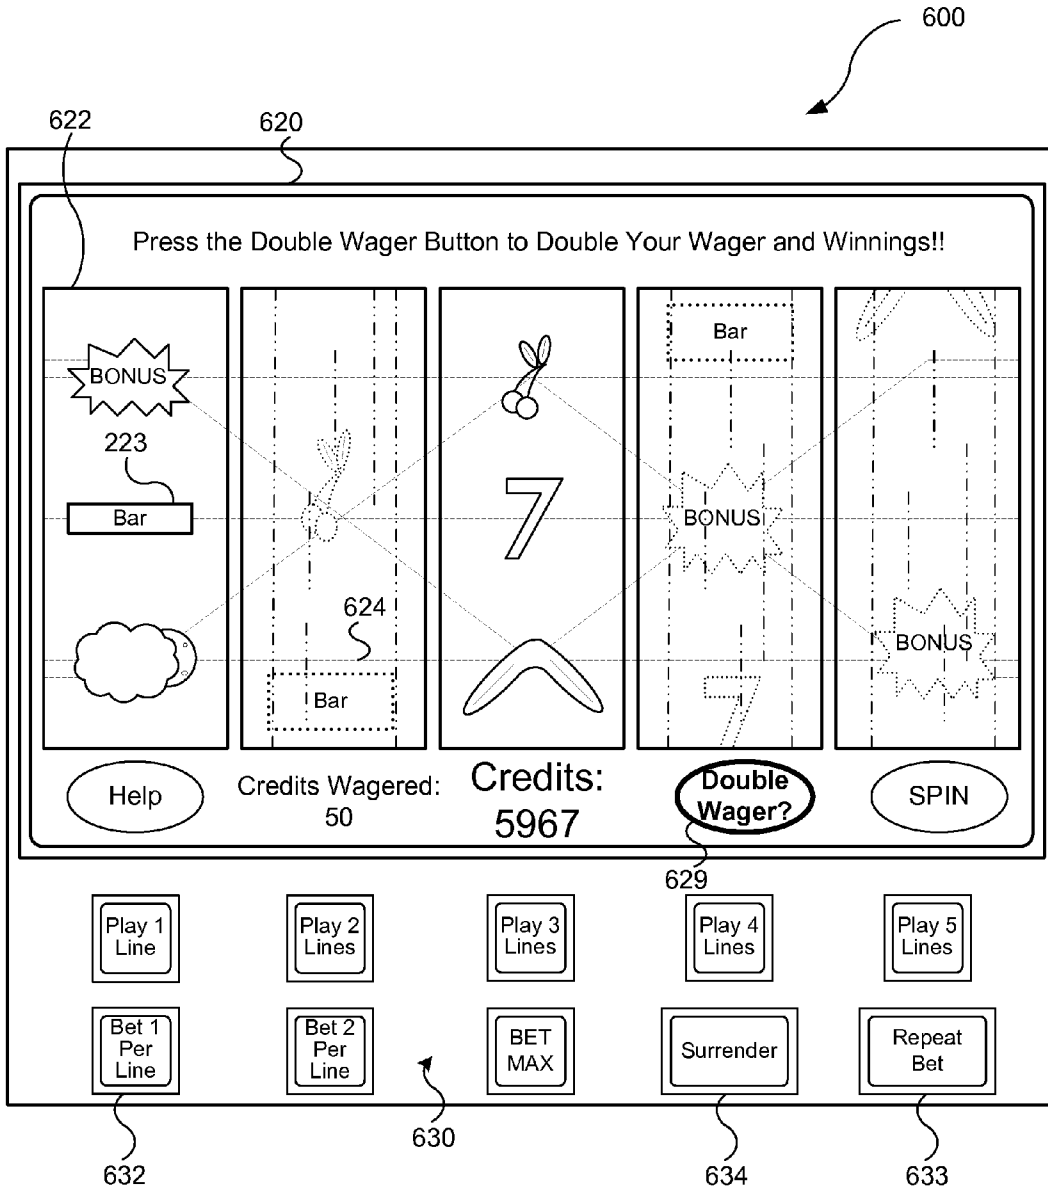 600
622
620
Press the Double Wager Button to Double Your Wager and Winnings!!
BONUS
Bar
223
Bar
7
BONUS
624
Bar
BONUS
7
Help
Credits Wagered:
50
Credits:
5967
Double
Wager?
SPIN
629
Play 1
Line
Play 2
Lines
Play 3
Lines
Play 4
Lines
Play 5
Lines
Bet 1
Per
Line
Bet 2
Per
Line
BET
MAX
Surrender
Repeat
Bet
630
632
634
633